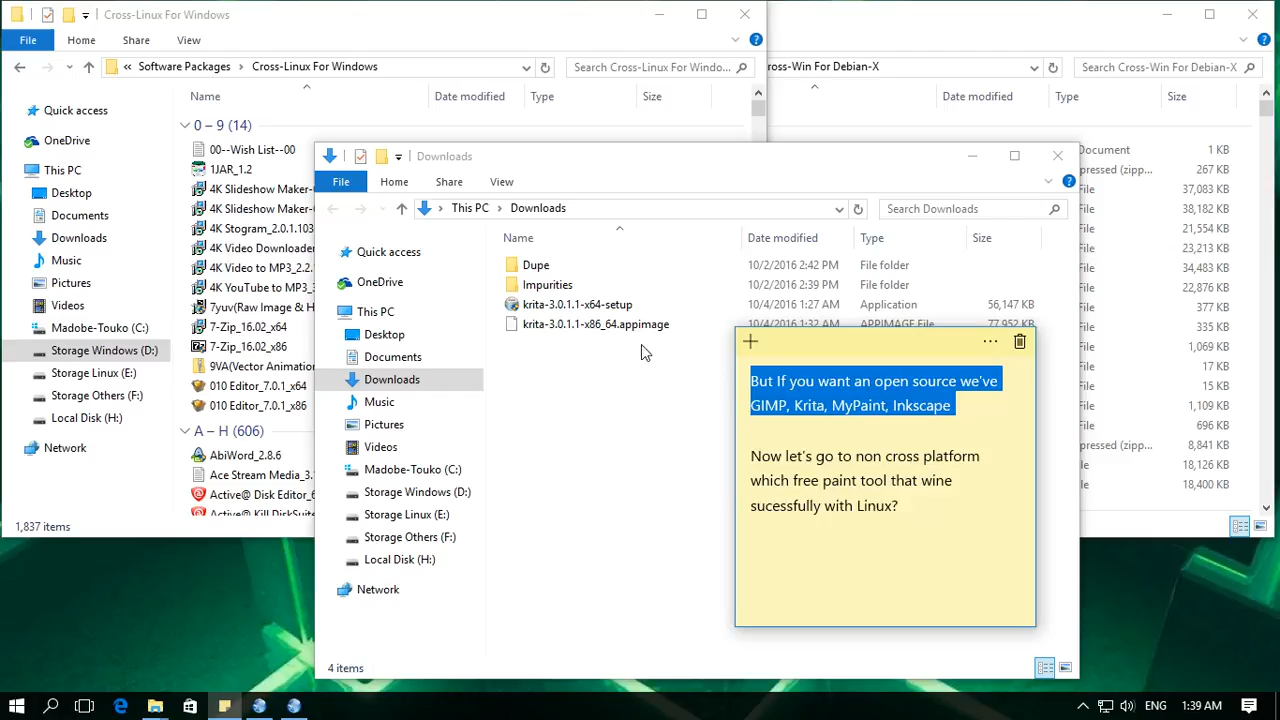 Cross-Linux For Windows
File
Home
Share
View
« Software Packages > Cross-Linux For Windows
Search Cross-Linux For Windo...
Name
Date modified
Type
Size
Quick access
OneDrive
This PC
Desktop
Documents
Downloads
Music
Pictures
Videos
Madobe-Touko (C:)
Storage Windows (D:)
Storage Linux (E:)
Storage Others (F:)
Local Disk (H:)
Network
0 – 9 (14)
00--Wish List--00
1JAR_1.2
4K Slideshow Maker-
4K Slideshow Maker-
4K Stogram_2.0.1.103
4K Video Downloader
4K Video to MP3_2.2.
4K YouTube to MP3_3
7yuv(Raw Image & H
7-Zip_16.02_x64
7-Zip_16.02_x86
9VA(Vector Animation
010 Editor_7.0.1_x64
010 Editor_7.0.1_x86
A – H (606)
AbiWord_2.8.6
Ace Stream Media_3.
Active@ Disk Editor_6
Active@ Kill DiskSuite
1,837 items
ross-Win For Debian-X
Search Cross-Win For Debian-X
Date modified
Type
Size
Document 1 KB
pressed (zipp... 267 KB
File 37,083 KB
File 38,182 KB
File 21,554 KB
File 23,213 KB
File 34,483 KB
File 22,876 KB
File 377 KB
File 335 KB
File 1,069 KB
File 17 KB
File 15 KB
File 1,109 KB
File 696 KB
pressed (zipp... 8,841 KB
File 18,126 KB
File 18,400 KB
Downloads
File
Home
Share
View
This PC > Downloads
Search Downloads
Name
Date modified
Type
Size
Quick access
OneDrive
This PC
Desktop
Documents
Downloads
Music
Pictures
Videos
Madobe-Touko (C:)
Storage Windows (D:)
Storage Linux (E:)
Storage Others (F:)
Local Disk (H:)
Network
Dupe 10/2/2016 2:42 PM File folder
Impurities 10/2/2016 2:39 PM File folder
krita-3.0.1.1-x64-setup 10/4/2016 1:27 AM Application 56,147 KB
krita-3.0.1.1-x86_64.appimage 10/4/2016 1:32 AM APPIMAGE File 77,952 KB
4 items
But If you want an open source we've
GIMP, Krita, MyPaint, Inkscape
Now let's go to non cross platform
which free paint tool that wine
sucessfully with Linux?
ENG
1:39 AM